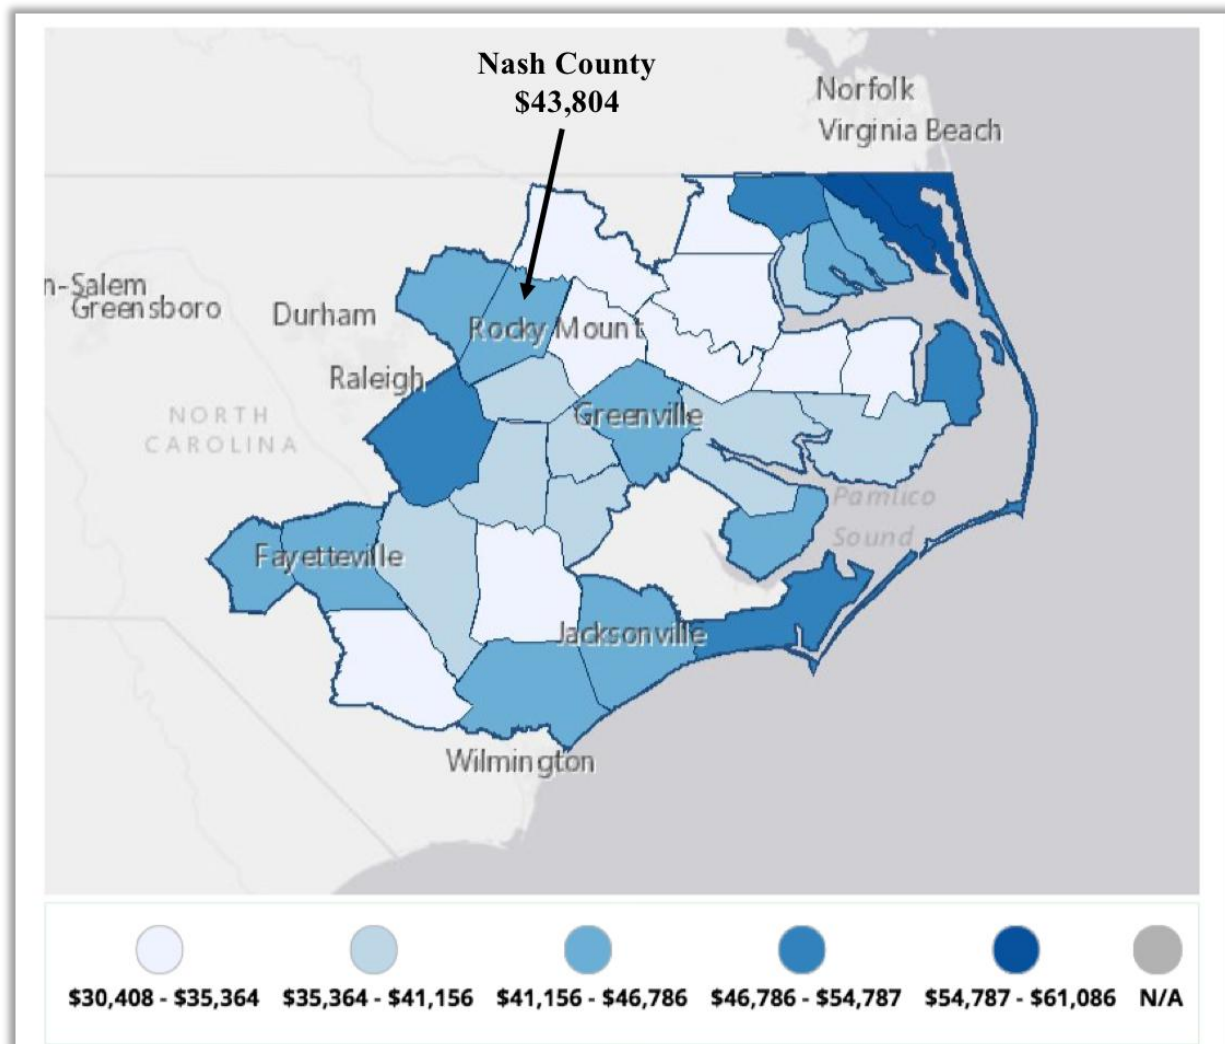 Nash County
$43,804
Norfolk
Virginia Beach
n-Salem
Greensboro
Durham
Rocky Mount
Raleigh
NORTH
CAROLINA
Greenville
Pamlico
Sound
Fayetteville
Jacksonville
Wilmington
$30,408 - $35,364
$35,364 - $41,156
$41,156 - $46,786
$46,786 - $54,787
$54,787 - $61,086
N/A